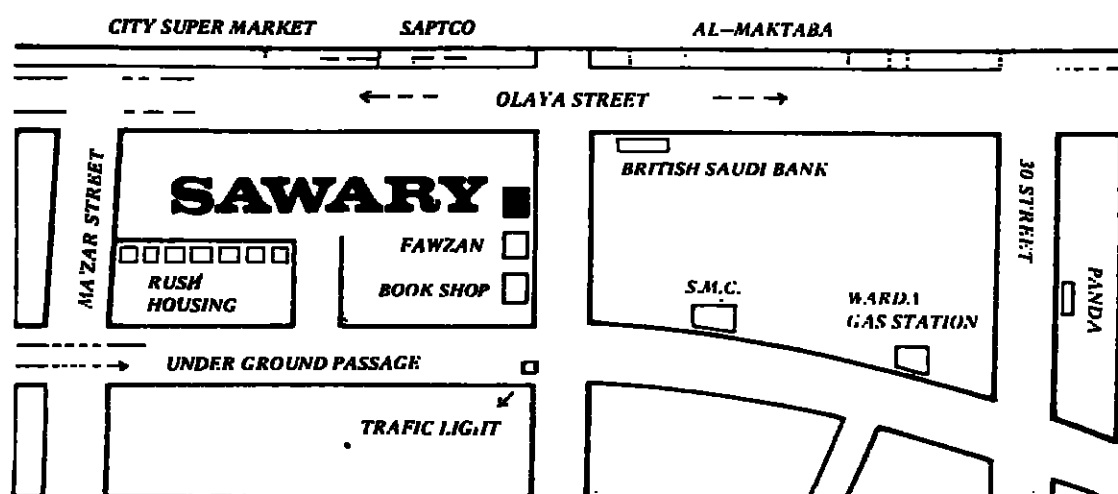 CITY SUPER MARKET
SAPTCO
AL-MAKTABA
OLAYA STREET
MA'ZAR STREET
SAWARY
FAWZAN
BOOK SHOP
RUSH
HOUSING
BRITISH SAUDI BANK
S.M.C.
WARDA
GAS STATION
30 STREET
PANDA
UNDER GROUND PASSAGE
TRAFIC LIGHT